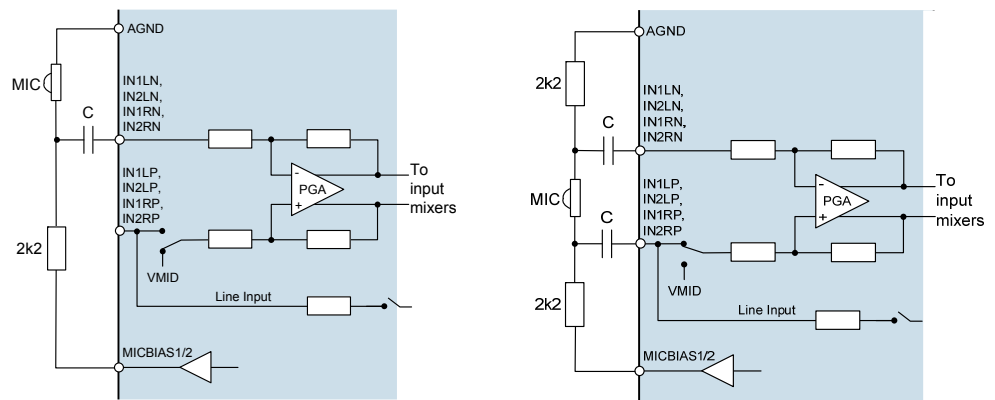 AGND
MIC
IN1LN,
IN2LN,
IN1RN,
IN2RN
C
IN1LP,
IN2LP,
IN1RP,
IN2RP
-
PGA
+
To
input
mixers
2k2
VMID
Line Input
MICBIAS1/2
AGND
2k2
IN1LN,
IN2LN,
IN1RN,
IN2RN
C
MIC
IN1LP,
IN2LP,
IN1RP,
IN2RP
C
-
PGA
+
To
input
mixers
VMID
2k2
Line Input
MICBIAS1/2